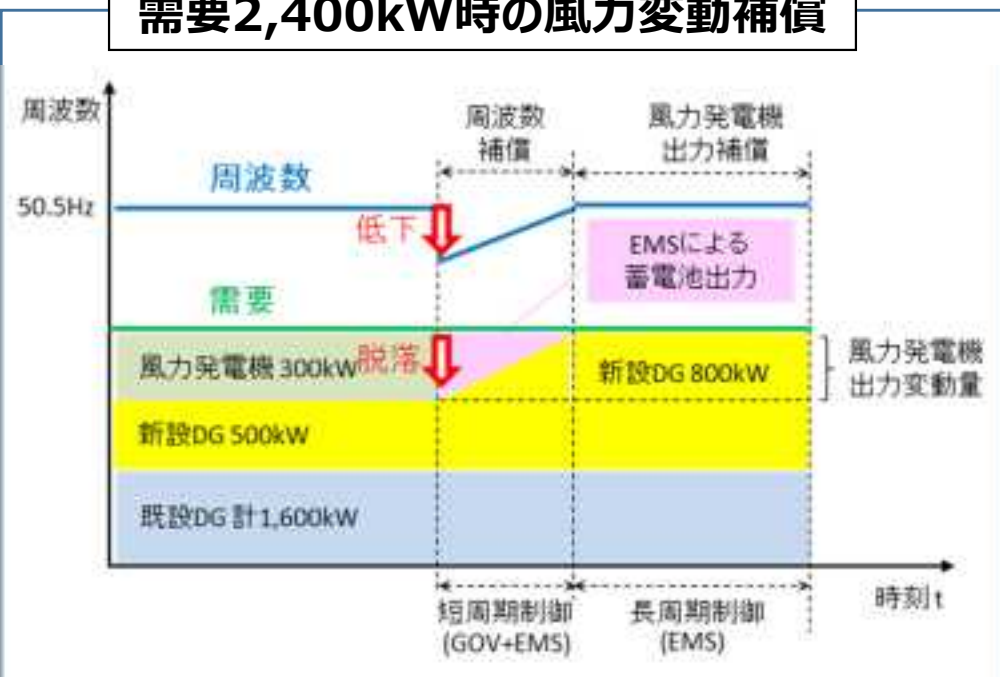 需要2,400kW時の風力変動補償
周波数
周波数
補償
風力発電機
出力補償
周波数
50.5Hz
低下
EMSによる
蓄電池出力
需要
風力発電機 300kW
脱落
新設DG 800kW
風力発電機
出力変動量
新設DG 500kW
既設DG 計1,600kW
時刻t
短周期制御
(GOV+EMS)
長周期制御
(EMS)